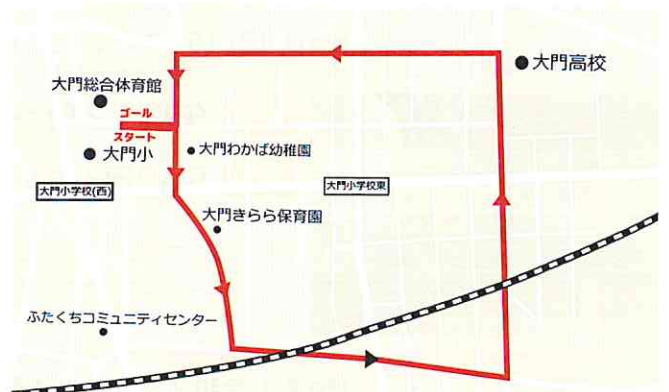 大門高校
大門総合体育館
ゴール
スタート
大門小
大門わかば幼稚園
大門小学校(西)
大門小学校東
大門きらら保育園
ふたくちコミュニティセンター